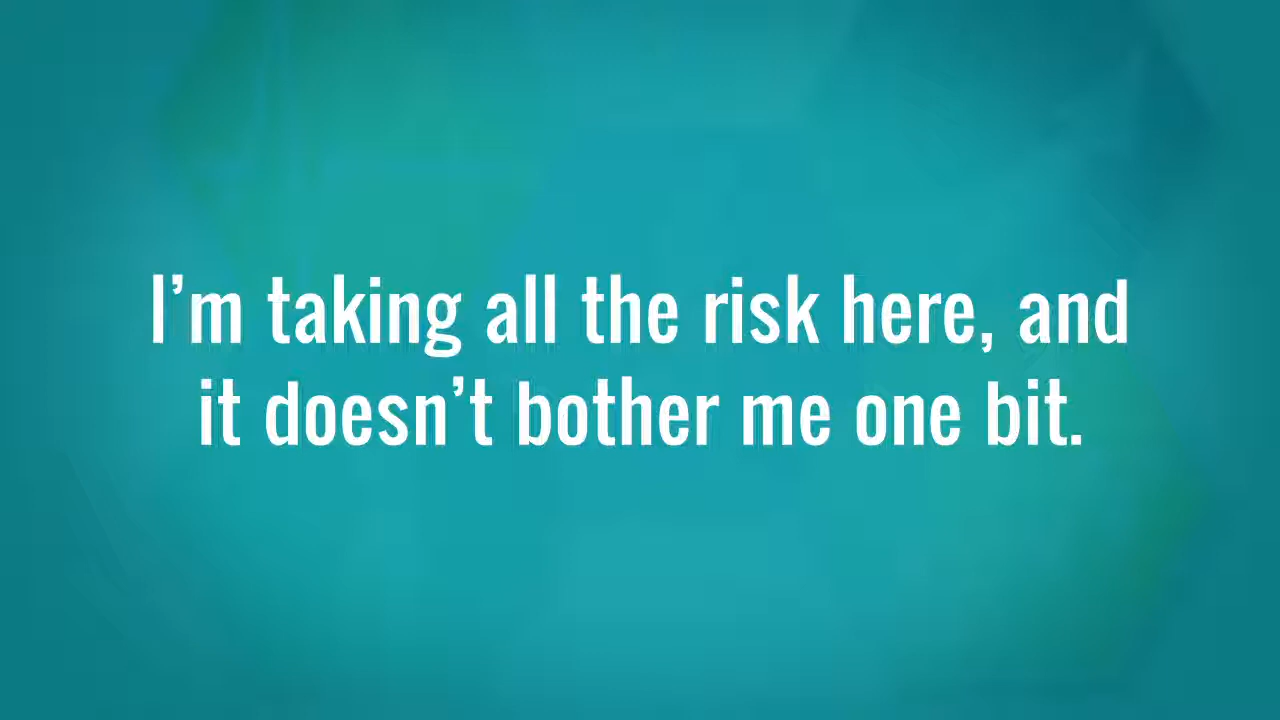 I’m taking all the risk here, and
it doesn’t bother me one bit.